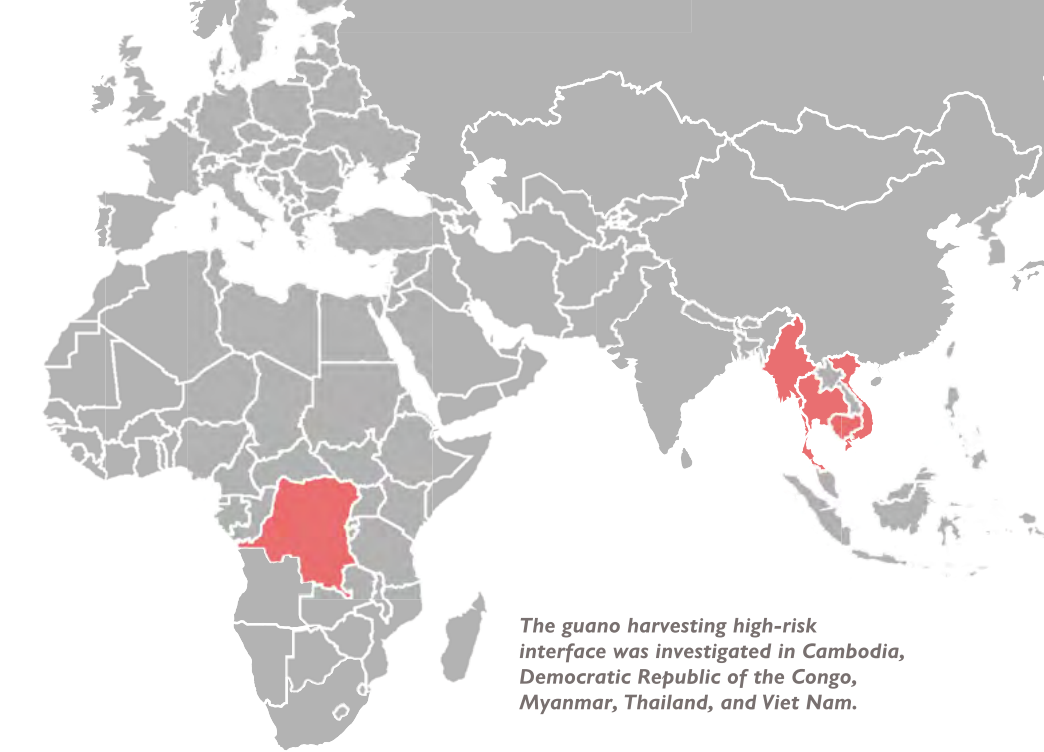 The guano harvesting high-risk
interface was investigated in Cambodia,
Democratic Republic of the Congo,
Myanmar, Thailand, and Viet Nam.